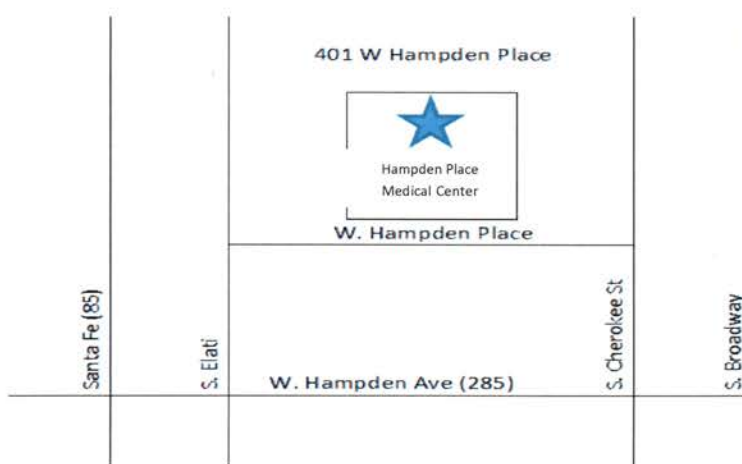 401 W Hampden Place
Hampden Place
Medical Center
W. Hampden Place
Santa Fe (85)
S. Elati
W. Hampden Ave (285)
S. Cherokee St
S. Broadway